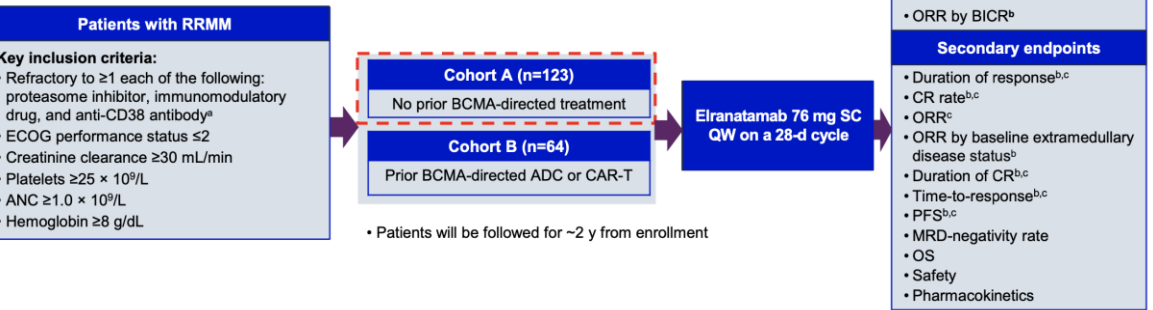 Patients with RRMM
Key inclusion criteria:
• Refractory to ≥1 each of the following:
proteasome inhibitor, immunomodulatory
drug, and anti-CD38 antibodyᵃ
• ECOG performance status ≤2
• Creatinine clearance ≥30 mL/min
• Platelets ≥25 × 10⁹/L
• ANC ≥1.0 × 10⁹/L
• Hemoglobin ≥8 g/dL
Cohort A (n=123)
No prior BCMA-directed treatment
Cohort B (n=64)
Prior BCMA-directed ADC or CAR-T
• Patients will be followed for ~2 y from enrollment
Elranatamab 76 mg SC
QW on a 28-d cycle
• ORR by BICRᵇ
Secondary endpoints
• Duration of responseᵇ,ᶜ
• CR rateᵇ,ᶜ
• ORRᶜ
• ORR by baseline extramedullary
disease statusᵇ
• Duration of CRᵇ,ᶜ
• Time-to-responseᵇ,ᶜ
• PFSᵇ,ᶜ
• MRD-negativity rate
• OS
• Safety
• Pharmacokinetics